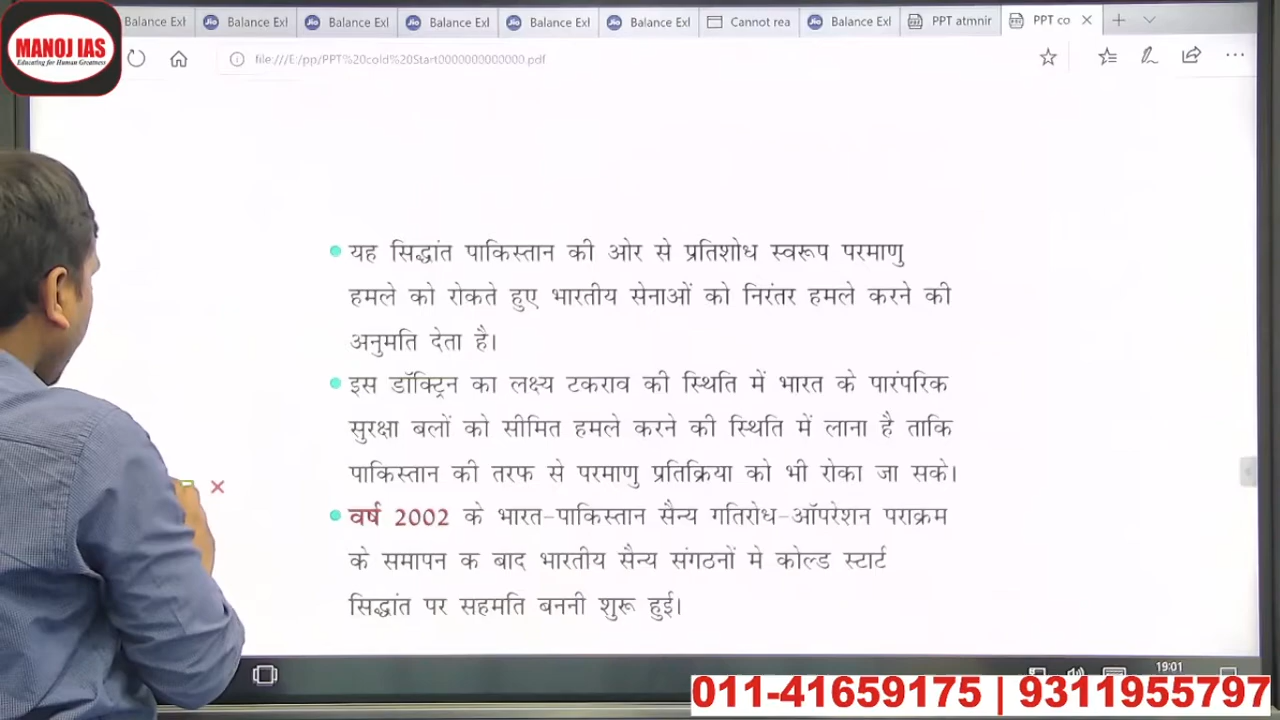 MANOJ IAS
Educating for Human Greatness
Balance Exl
Balance Exl
Balance Exl
Balance Exl
Balance Exl
Balance Exl
Cannot rea
Balance Exl
PPT atmnir
PPT co
file:///E:/pp/PPT%20cold%20Start0000000000000.pdf
यह सिद्धांत पाकिस्तान की ओर से प्रतिशोध स्वरूप परमाणु
हमले को रोकते हुए भारतीय सेनाओं को निरंतर हमले करने की
अनुमति देता है।
इस डॉक्ट्रिन का लक्ष्य टकराव की स्थिति में भारत के पारंपरिक
सुरक्षा बलों को सीमित हमले करने की स्थिति में लाना है ताकि
पाकिस्तान की तरफ से परमाणु प्रतिक्रिया को भी रोका जा सके।
वर्ष 2002 के भारत-पाकिस्तान सैन्य गतिरोध-ऑपरेशन पराक्रम
के समापन क बाद भारतीय सैन्य संगठनों मे कोल्ड स्टार्ट
सिद्धांत पर सहमति बननी शुरू हुई।
19:01
011-41659175 | 9311955797